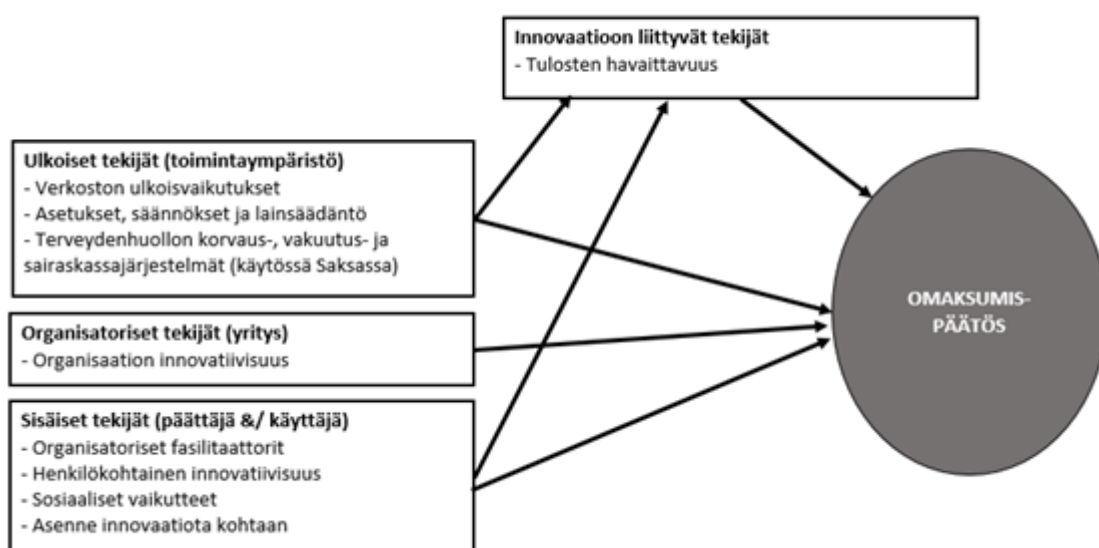 Innovaatioon liittyvät tekijät
- Tulosten havaittavuus
Ulkoiset tekijät (toimintaympäristö)
- Verkoston ulkoisvaikutukset
- Asetukset, säännökset ja lainsäädäntö
- Terveydenhuollon korvaus-, vakuutus- ja
sairaskassajärjestelmät (käytössä Saksassa)
Organisatoriset tekijät (yritys)
- Organisaation innovatiivisuus
Sisäiset tekijät (päättäjä &/ käyttäjä)
- Organisatoriset fasilitaattorit
- Henkilökohtainen innovatiivisuus
- Sosiaaliset vaikutteet
- Asenne innovaatiota kohtaan
OMAKSUMIS-
PÄÄTÖS